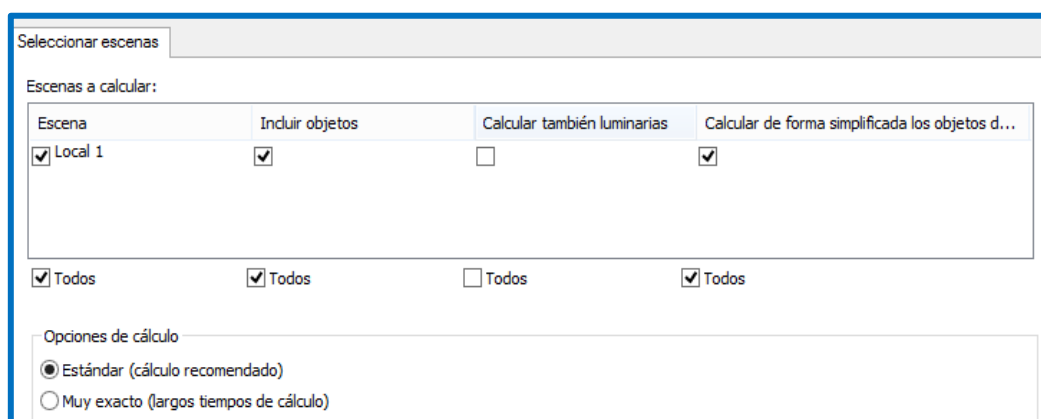 Seleccionar escenas
Escenas a calcular:
Escena Incluir objetos Calcular también luminarias Calcular de forma simplificada los objetos d...
Local 1
Todos Todos Todos Todos
Opciones de cálculo
Estándar (cálculo recomendado)
Muy exacto (largos tiempos de cálculo)